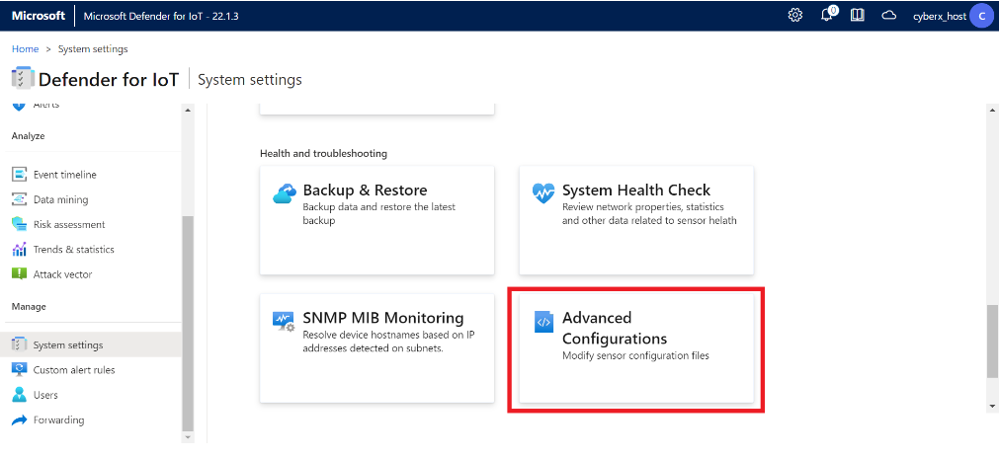 Microsoft Microsoft Defender for IoT - 22.1.3 0 cyberx_host C
Home > System settings
Defender for IoT System settings
Alerts
Analyze
Event timeline
Data mining
Risk assessment
Trends & statistics
Attack vector
Manage
System settings
Custom alert rules
Users
Forwarding
Health and troubleshooting
Backup & Restore
Backup data and restore the latest
backup
System Health Check
Review network properties, statistics
and other data related to sensor helath
SNMP MIB Monitoring
Resolve device hostnames based on IP
addresses detected on subnets.
Advanced
Configurations
Modify sensor configuration files